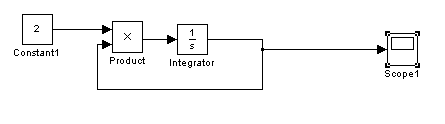 2
Constant1
×
Product
1
s
Integrator
Scope1